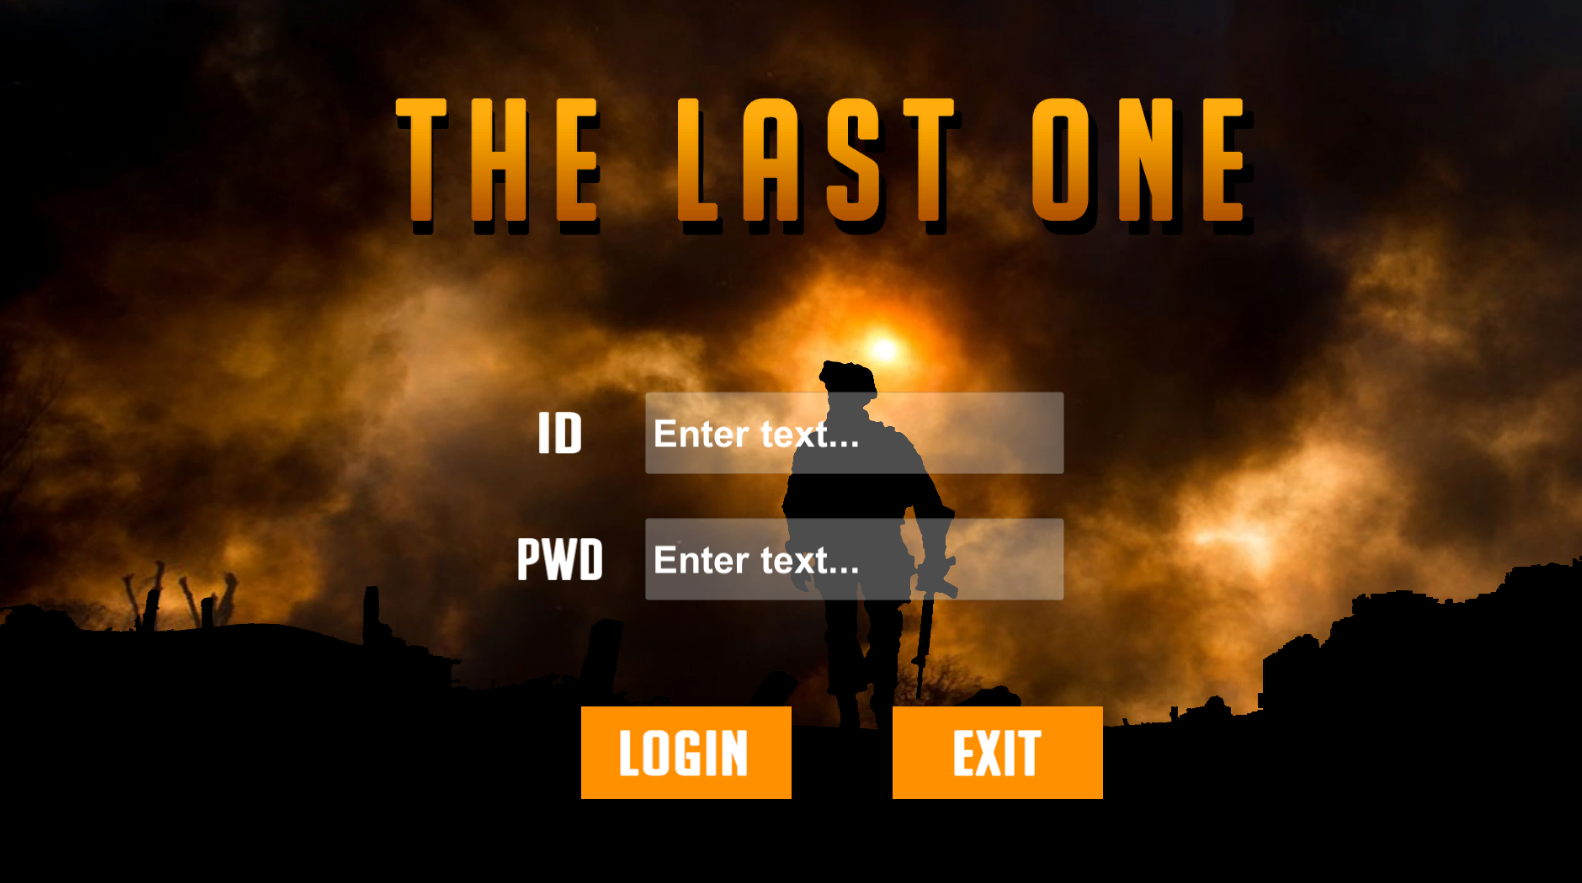 THE LAST ONE
ID Enter text...
PWD Enter text...
LOGIN EXIT